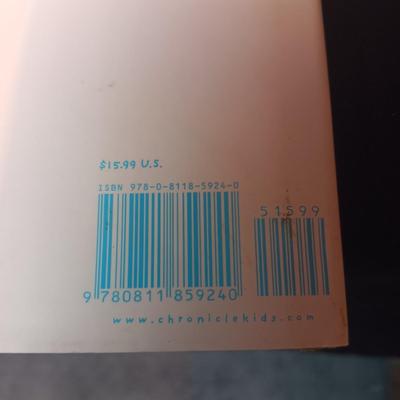 $15.99 U.S.
ISBN 978-0-8118-5924-0
51599
9 780811 859240
www.chroniclekids.com